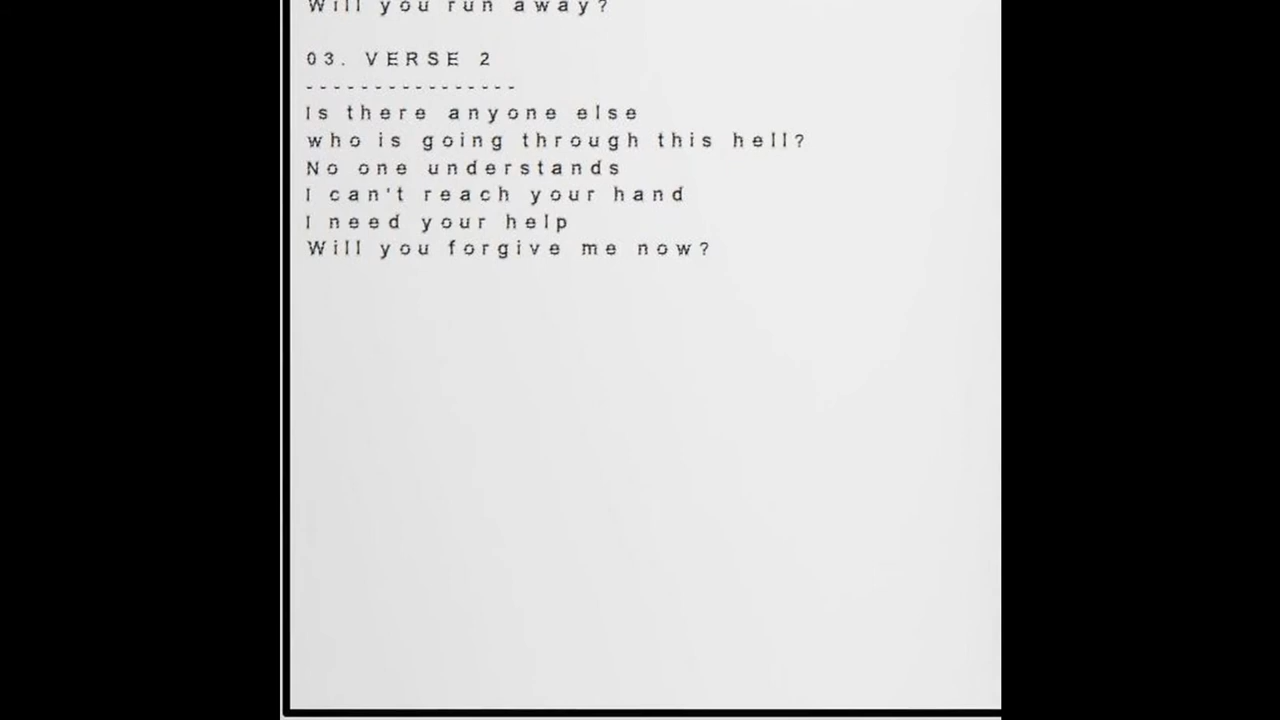 Will you run away?
03. VERSE 2
----------------
Is there anyone else
who is going through this hell?
No one understands
I can't reach your hand
I need your help
Will you forgive me now?